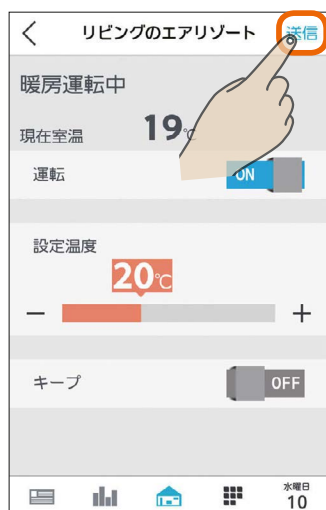 リビングのエアリゾート 送信
暖房運転中
現在室温 19℃
運転 ON
設定温度
20℃
− +
キープ OFF
水曜日
10